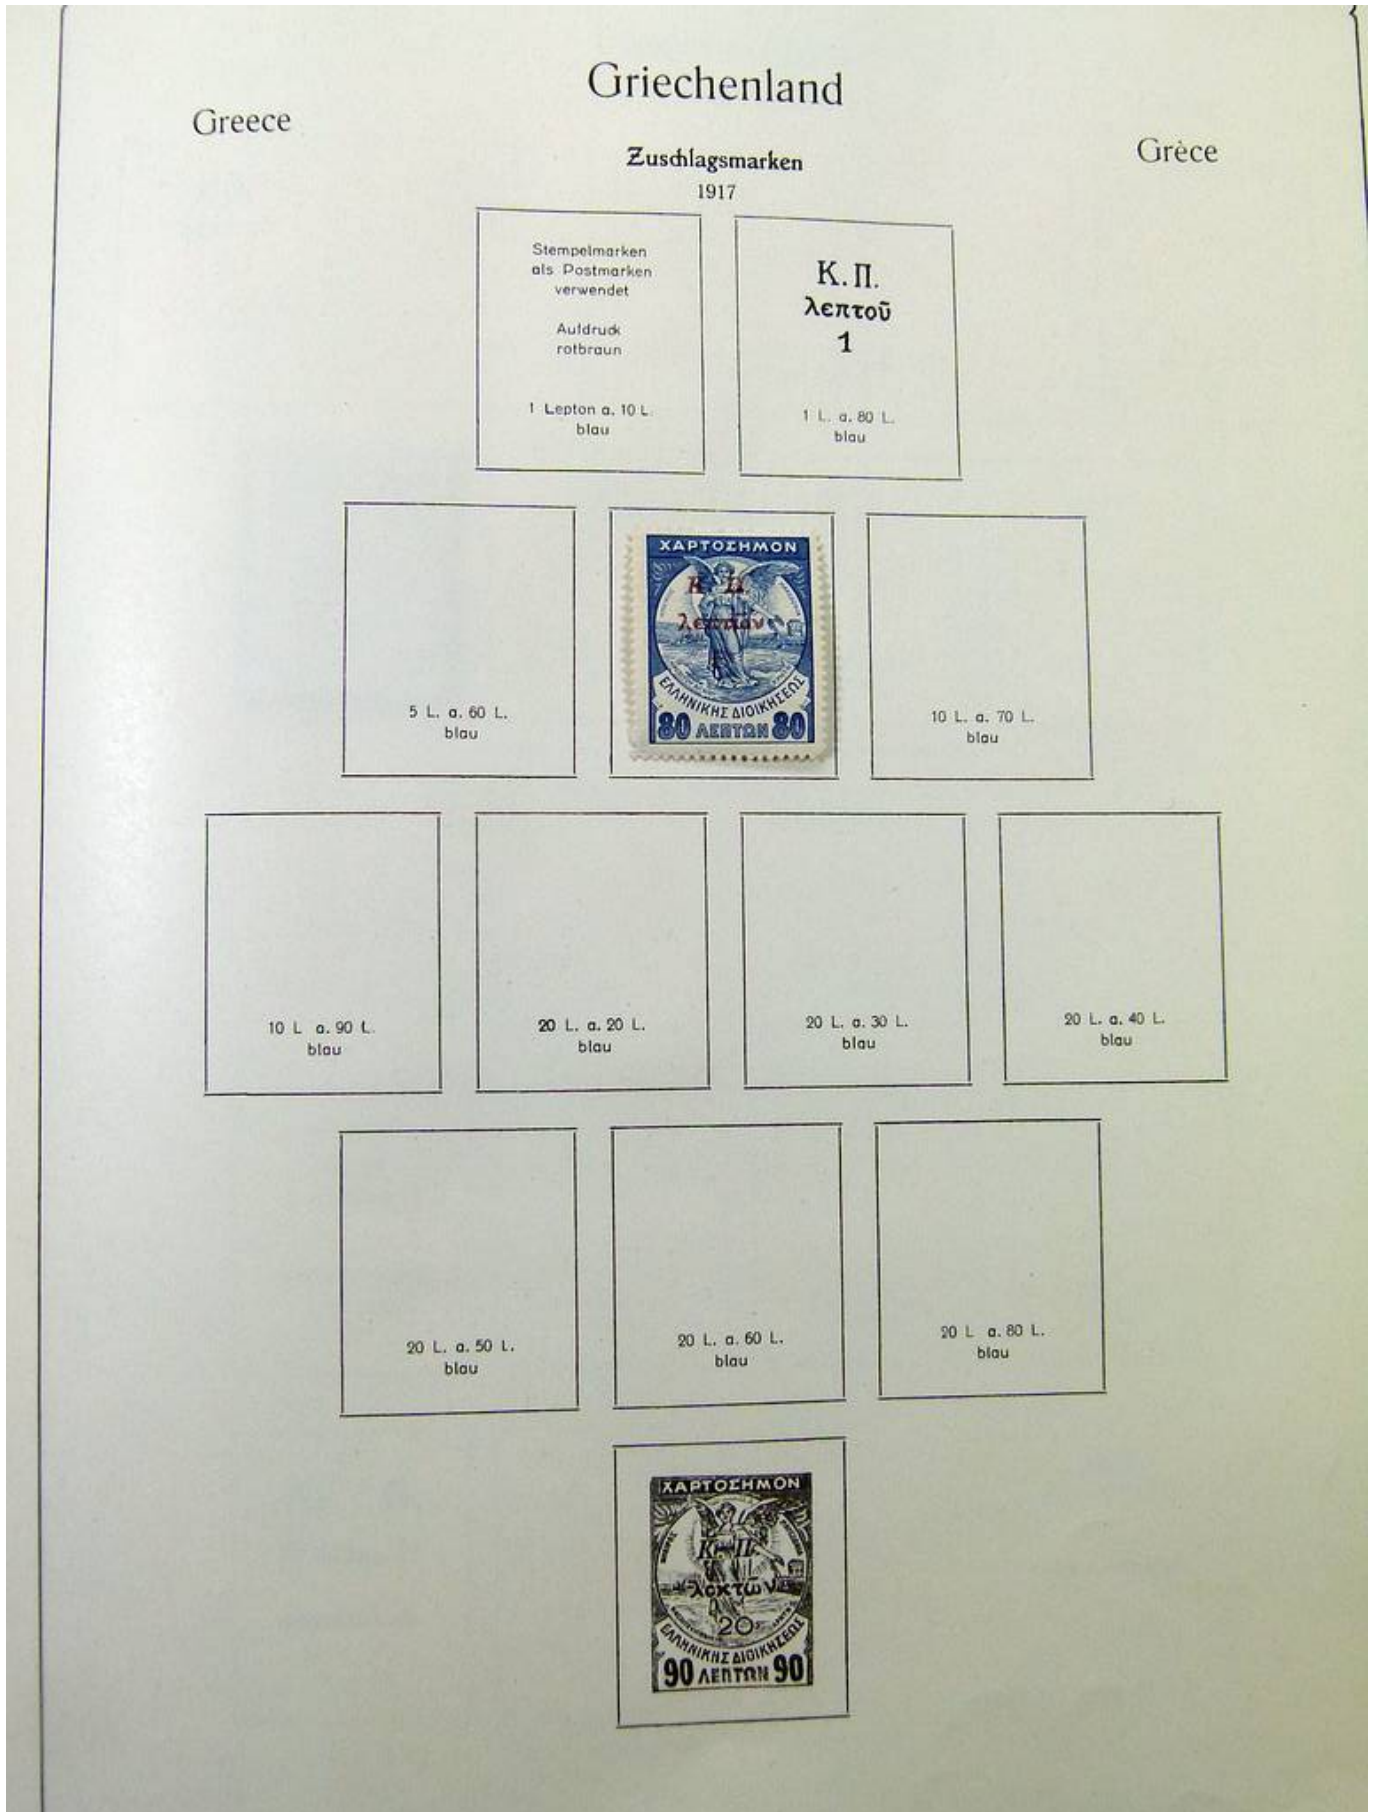 Griechenland
Greece
Grèce
Zuschlagsmarken
1917
Stempelmarken
als Postmarken
verwendet
Aufdruck
rotbraun
1 Lepton a. 10 L.
blau
Κ. Π.
λεπτοῦ
1
1 L. a. 80 L.
blau
5 L. a. 60 L.
blau
ΧΑΡΤΟΣΗΜΟΝ
Κ. Π.
λεπτῶν
ΕΛΛΗΝΙΚΗΣ ΔΙΟΙΚΗΣΕΩΣ
80 ΛΕΠΤΩΝ 80
10 L. a. 70 L.
blau
10 L a. 90 L.
blau
20 L. a. 20 L.
blau
20 L. a. 30 L.
blau
20 L. a. 40 L.
blau
20 L. a. 50 L.
blau
20 L. a. 60 L.
blau
20 L a. 80 L.
blau
ΧΑΡΤΟΣΗΜΟΝ
Κ. Π.
λεκτῶν
20
ΕΛΛΗΝΙΚΗΣ ΔΙΟΙΚΗΣΕΩΣ
90 ΛΕΠΤΩΝ 90